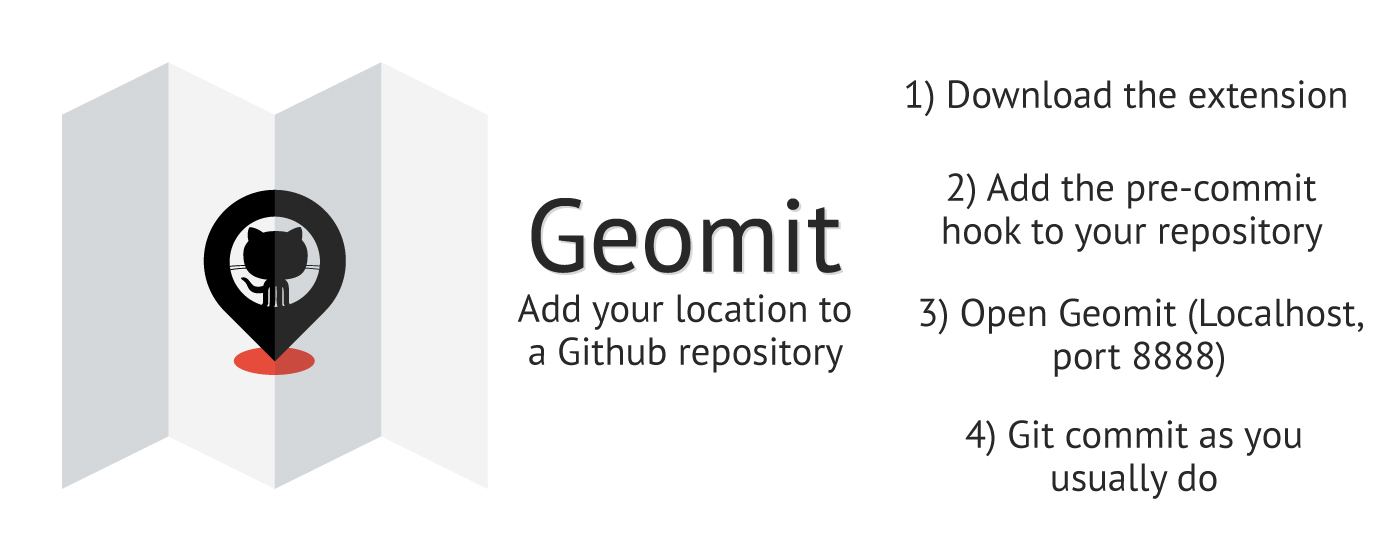 Geomit
Add your location to
a Github repository
1) Download the extension
2) Add the pre-commit
hook to your repository
3) Open Geomit (Localhost,
port 8888)
4) Git commit as you
usually do